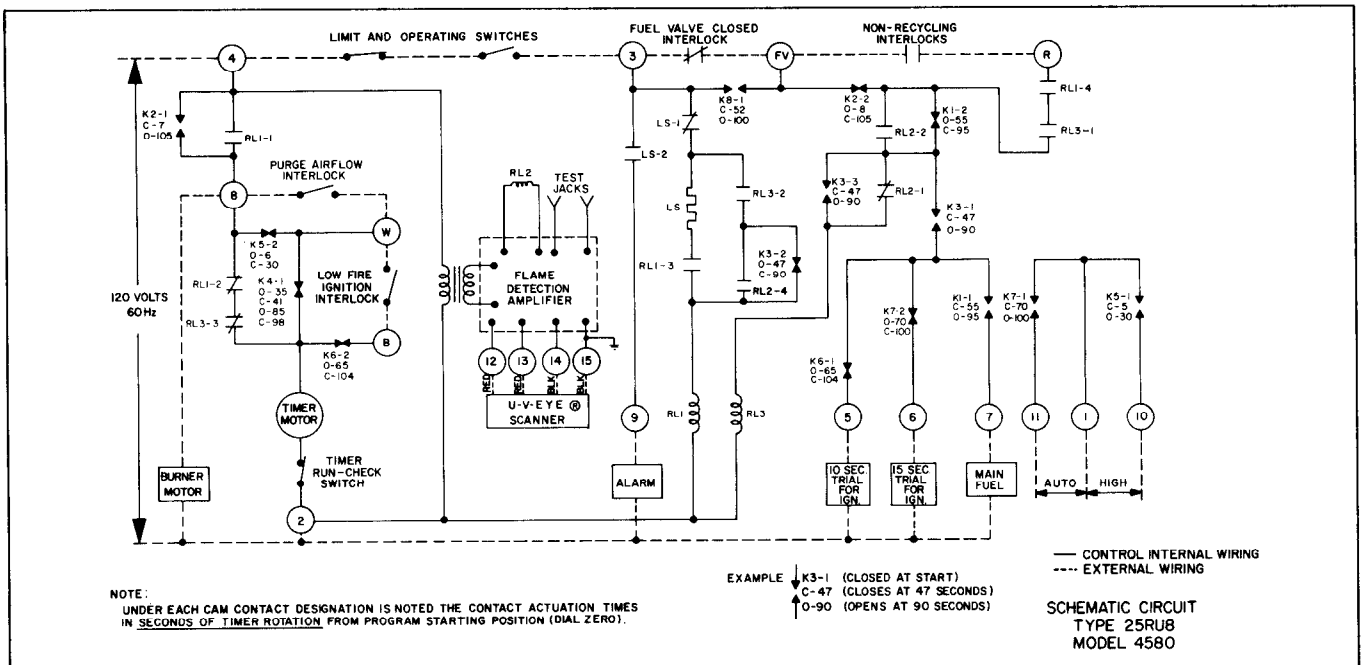 LIMIT AND OPERATING SWITCHES
FUEL VALVE CLOSED
INTERLOCK
NON-RECYCLING
INTERLOCKS
4
3
FV
R
K2-1
C-7
O-105
RL1-1
K8-1
C-52
O-100
K2-2
O-8
C-105
K1-2
O-55
C-95
RL1-4
RL3-1
LS-1
LS-2
RL2-2
PURGE AIRFLOW
INTERLOCK
RL2
TEST
JACKS
8
K3-3
C-47
O-90
RL2-1
RL3-2
LS
K5-2
O-6
C-30
W
K3-1
C-47
O-90
RL1-2
K4-1
O-35
C-41
O-85
C-98
LOW FIRE
IGNITION
INTERLOCK
FLAME
DETECTION
AMPLIFIER
RL1-3
K3-2
O-47
C-90
RL2-4
120 VOLTS
60 Hz
RL3-3
K6-2
O-65
C-104
B
K7-2
O-70
C-100
K1-1
C-55
O-95
K7-1
C-70
O-100
K5-1
C-5
O-30
K6-1
O-65
C-104
12
13
14
15
RED
RED
BLK
BLK
U-V-EYE ®
SCANNER
TIMER
MOTOR
RL1
RL3
9
5
6
7
11
1
10
TIMER
RUN-CHECK
SWITCH
BURNER
MOTOR
ALARM
10 SEC.
TRIAL
FOR
IGN.
15 SEC.
TRIAL
FOR
IGN.
MAIN
FUEL
AUTO
HIGH
2
CONTROL INTERNAL WIRING
EXTERNAL WIRING
EXAMPLE K3-1 (CLOSED AT START)
C-47 (CLOSES AT 47 SECONDS)
O-90 (OPENS AT 90 SECONDS)
NOTE:
UNDER EACH CAM CONTACT DESIGNATION IS NOTED THE CONTACT ACTUATION TIMES
IN SECONDS OF TIMER ROTATION FROM PROGRAM STARTING POSITION (DIAL ZERO).
SCHEMATIC CIRCUIT
TYPE 25RU8
MODEL 4580